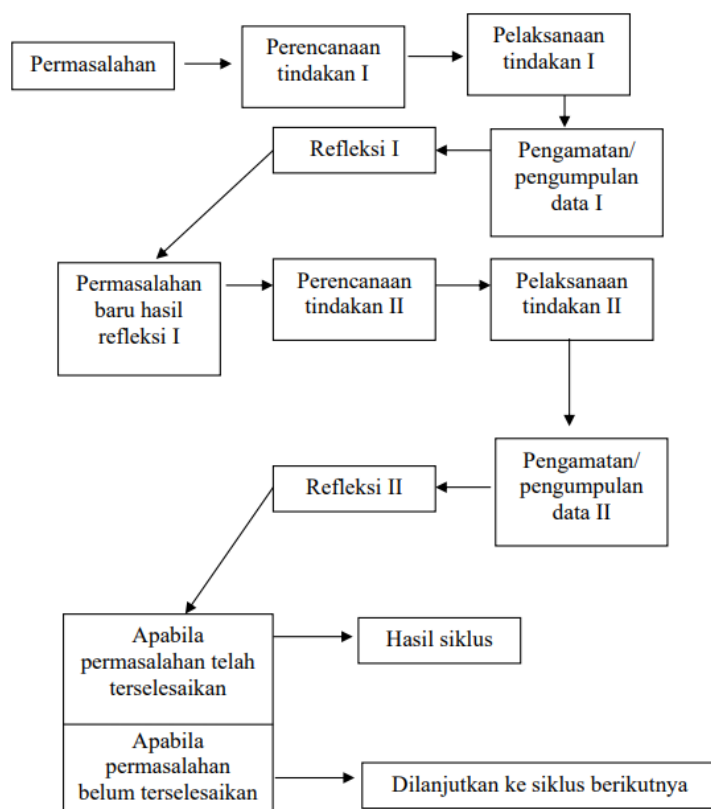 Permasalahan
Perencanaan
tindakan I
Pelaksanaan
tindakan I
Refleksi I
Pengamatan/
pengumpulan
data I
Permasalahan
baru hasil
refleksi I
Perencanaan
tindakan II
Pelaksanaan
tindakan II
Refleksi II
Pengamatan/
pengumpulan
data II
Apabila
permasalahan telah
terselesaikan
Hasil siklus
Apabila
permasalahan
belum terselesaikan
Dilanjutkan ke siklus berikutnya